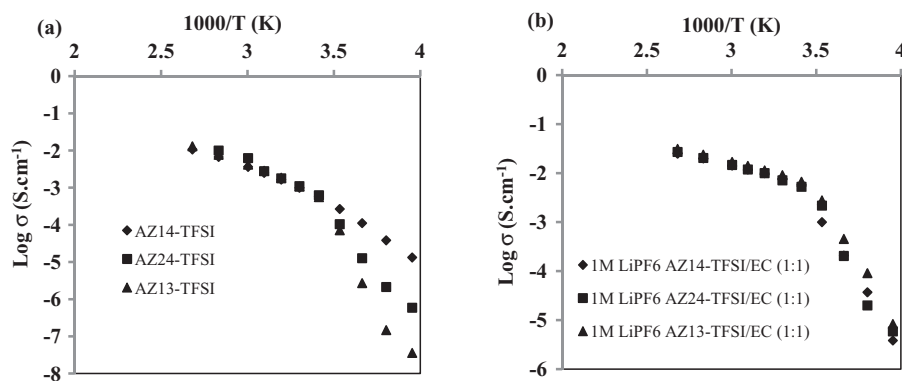 (a)
1000/T (K)
2 2.5 3 3.5 4
0
-1
-2
-3
-4
-5
-6
-7
-8
Log σ (S.cm⁻¹)
AZ14-TFSI
AZ24-TFSI
AZ13-TFSI
(b)
1000/T (K)
2 2.5 3 3.5 4
0
-1
-2
-3
-4
-5
-6
Log σ (S.cm⁻¹)
1M LiPF6 AZ14-TFSI/EC (1:1)
1M LiPF6 AZ24-TFSI/EC (1:1)
1M LiPF6 AZ13-TFSI/EC (1:1)